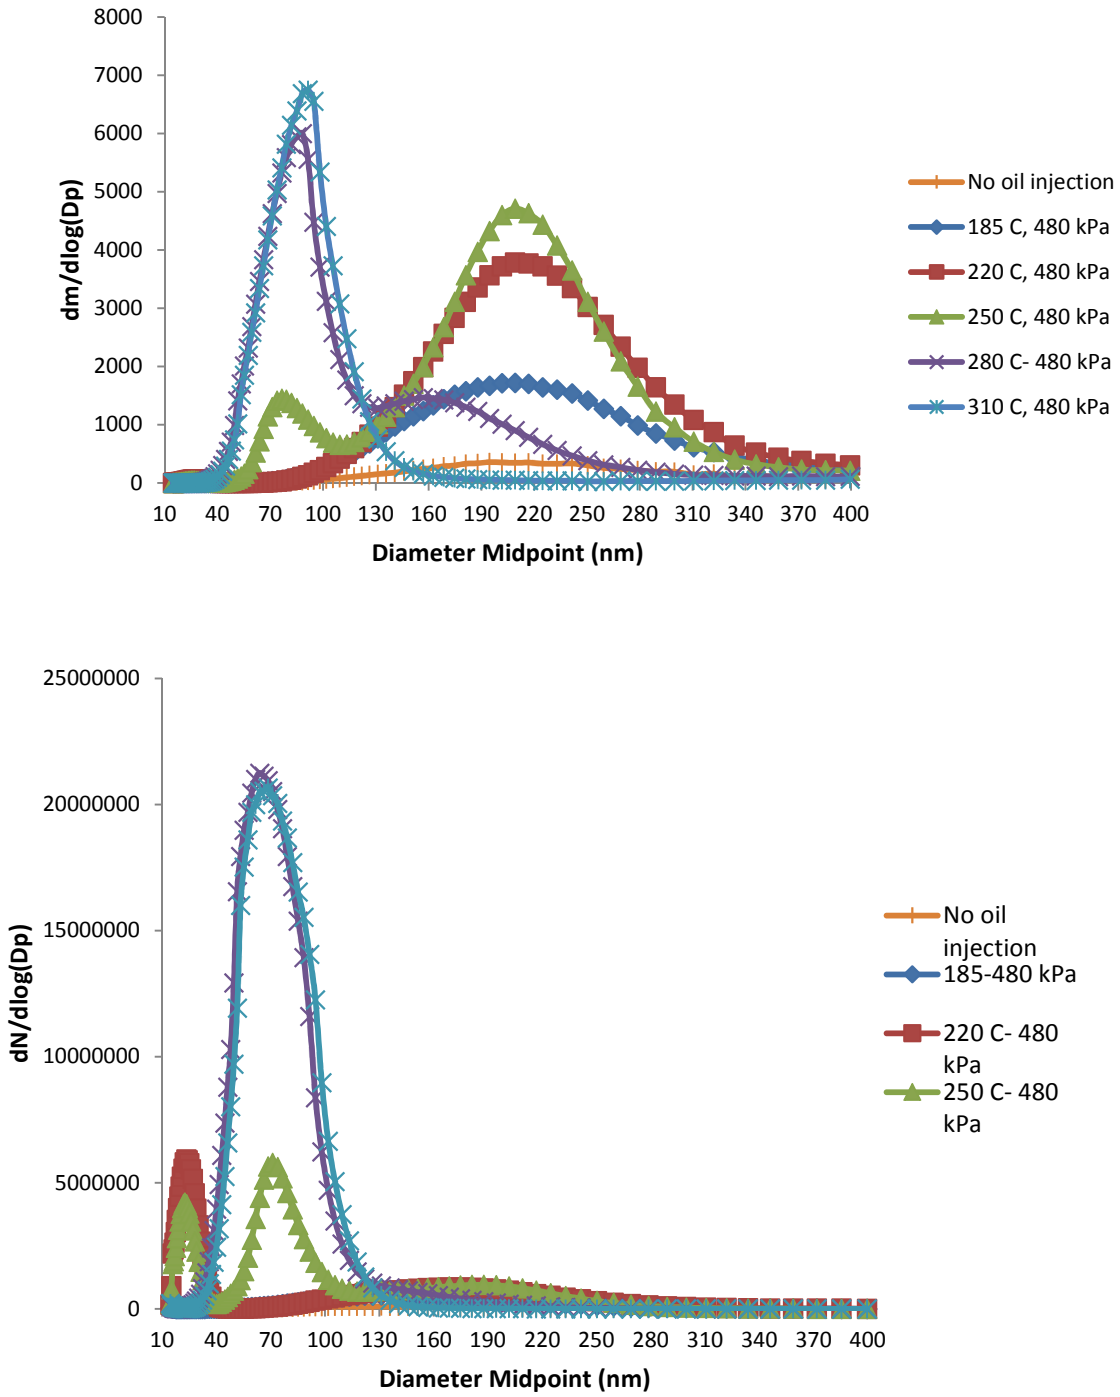 8000
7000
6000
5000
4000
3000
2000
1000
0
dm/dlog(Dp)
10 40 70 100 130 160 190 220 250 280 310 340 370 400
Diameter Midpoint (nm)
No oil injection
185 C, 480 kPa
220 C, 480 kPa
250 C, 480 kPa
280 C- 480 kPa
310 C, 480 kPa
25000000
20000000
15000000
10000000
5000000
0
dN/dlog(Dp)
10 40 70 100 130 160 190 220 250 280 310 340 370 400
Diameter Midpoint (nm)
No oil
injection
185-480 kPa
220 C- 480
kPa
250 C- 480
kPa